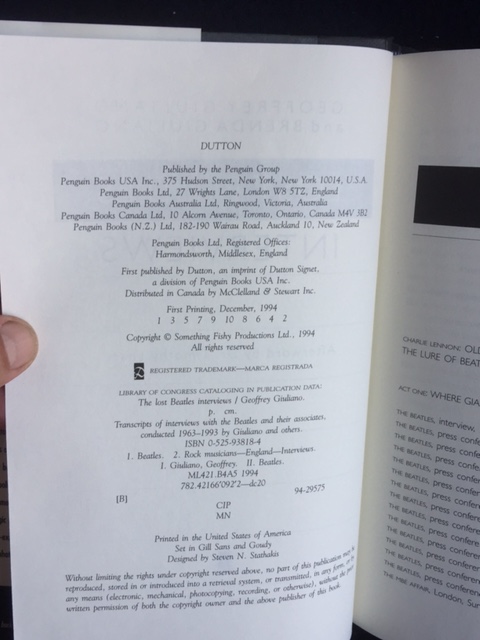 DUTTON
Published by the Penguin Group
Penguin Books USA Inc., 375 Hudson Street, New York, New York 10014, U.S.A.
Penguin Books Ltd, 27 Wrights Lane, London W8 5TZ, England
Penguin Books Australia Ltd, Ringwood, Victoria, Australia
Penguin Books Canada Ltd, 10 Alcorn Avenue, Toronto, Ontario, Canada M4V 3B2
Penguin Books (N.Z.) Ltd, 182-190 Wairau Road, Auckland 10, New Zealand
Penguin Books Ltd, Registered Offices:
Harmondsworth, Middlesex, England
First published by Dutton, an imprint of Dutton Signet,
a division of Penguin Books USA Inc.
Distributed in Canada by McClelland & Stewart Inc.
First Printing, December, 1994
1 3 5 7 9 10 8 6 4 2
Copyright © Something Fishy Productions Ltd., 1994
All rights reserved
REGISTERED TRADEMARK—MARCA REGISTRADA
LIBRARY OF CONGRESS CATALOGING IN PUBLICATION DATA:
The lost Beatles interviews / Geoffrey Giuliano.
p. cm.
Transcripts of interviews with the Beatles and their associates,
conducted 1963–1993 by Giuliano and others.
ISBN 0-525-93818-4
1. Beatles. 2. Rock musicians—England—Interviews.
I. Giuliano, Geoffrey. II. Beatles.
ML421.B4A5 1994
782.42166'092'2—dc20
[B] 94-29575
CIP
MN
Printed in the United States of America
Set in Gill Sans and Goudy
Designed by Steven N. Stathakis
Without limiting the rights under copyright reserved above, no part of this publication may be
reproduced, stored in or introduced into a retrieval system, or transmitted, in any form, or by
any means (electronic, mechanical, photocopying, recording, or otherwise), without the prior
written permission of both the copyright owner and the above publisher of this book.
CHARLIE LENNON: OLD
THE LURE OF BEAT
ACT ONE: WHERE GIA
THE BEATLES, interview,
THE BEATLES, press confe
THE BEATLES, press confe
THE BEATLES, press confer
THE BEATLES, press confer
THE BEATLES, press confer
THE BEATLES, press confer
THE BEATLES, press confer
THE BEATLES, press confer
THE BEATLES, press confer
THE BEATLES, press confer
THE BEATLES, press confer
THE BEATLES, press confer
THE AFFAIR, London, Sur